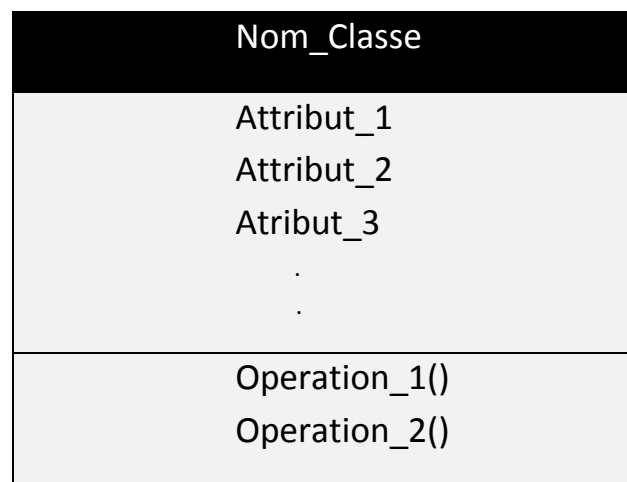 Nom_Classe
Attribut_1
Attribut_2
Atribut_3
.
.
Operation_1()
Operation_2()